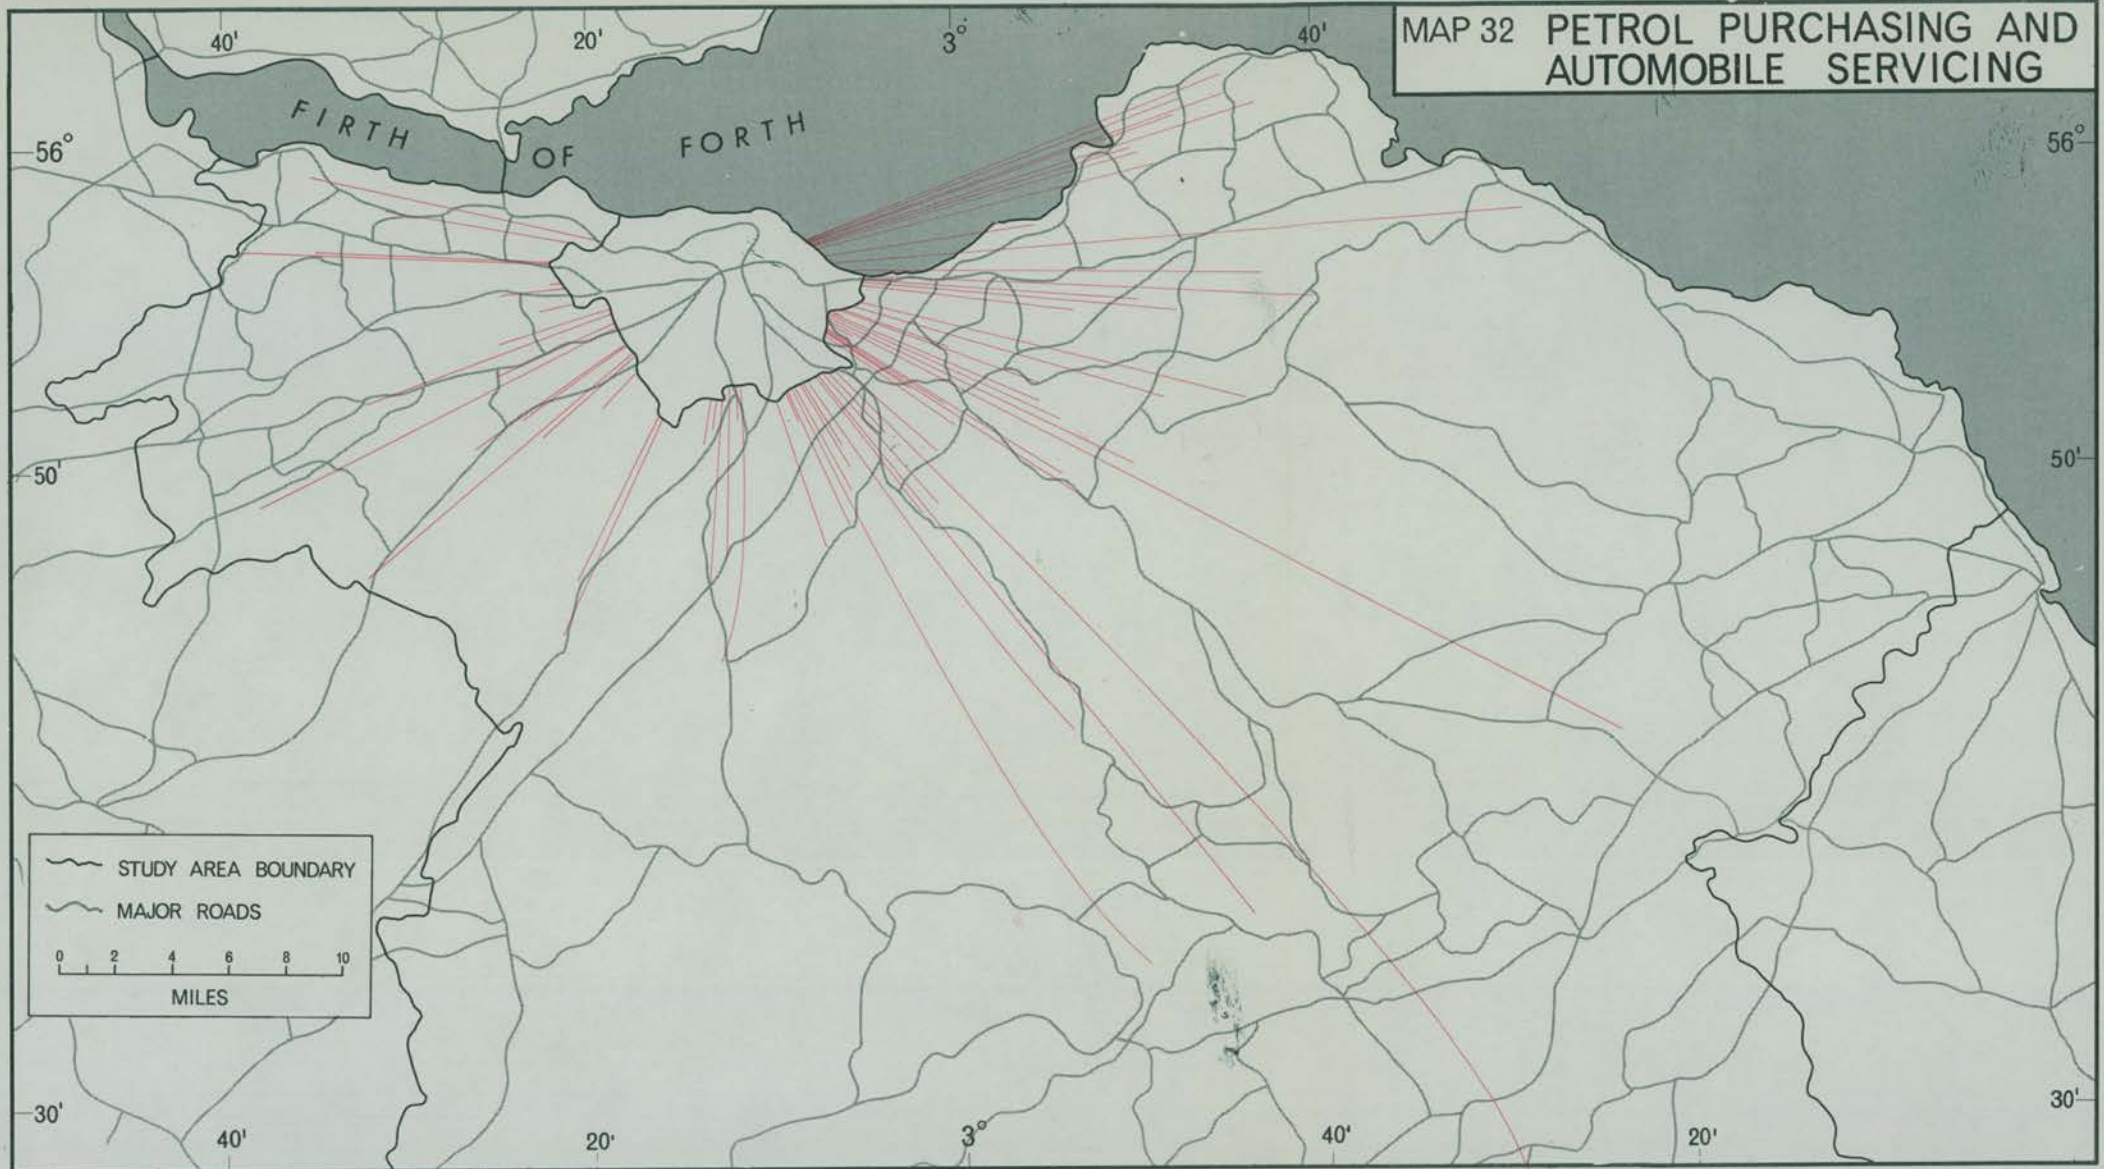 MAP 32 PETROL PURCHASING AND
AUTOMOBILE SERVICING
40' 20' 3° 40'
FIRTH OF FORTH
56° 56°
50' 50'
STUDY AREA BOUNDARY
MAJOR ROADS
0 2 4 6 8 10
MILES
30' 30'
40' 20' 3° 40' 20'